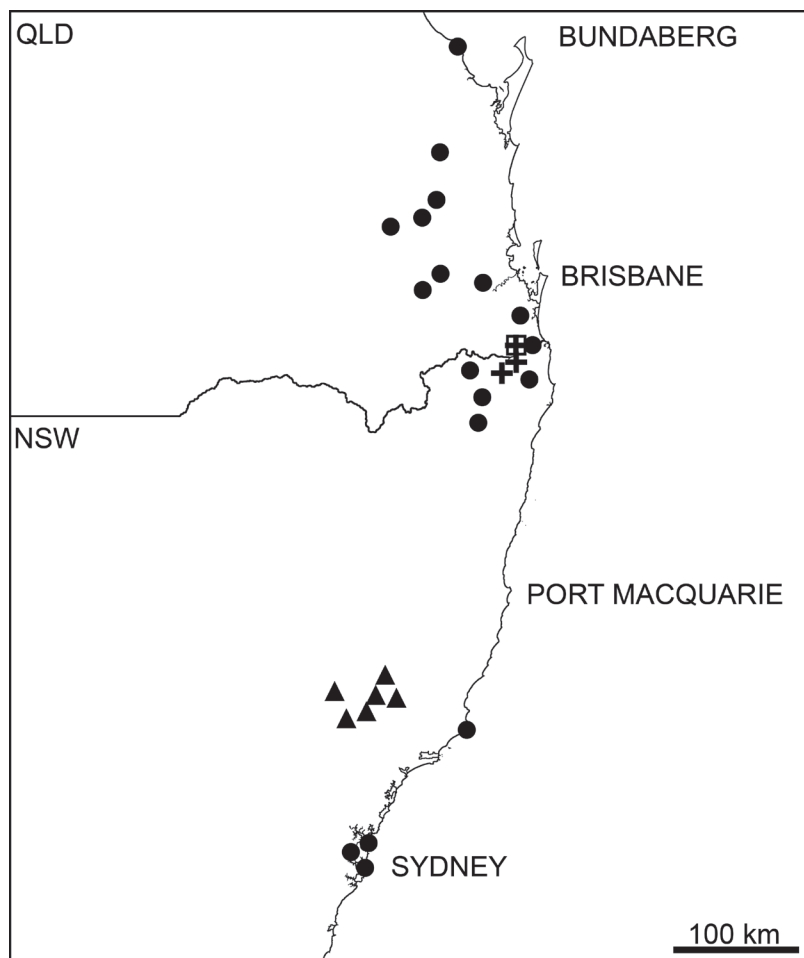 QLD
BUNDABERG
BRISBANE
NSW
PORT MACQUARIE
SYDNEY
100 km